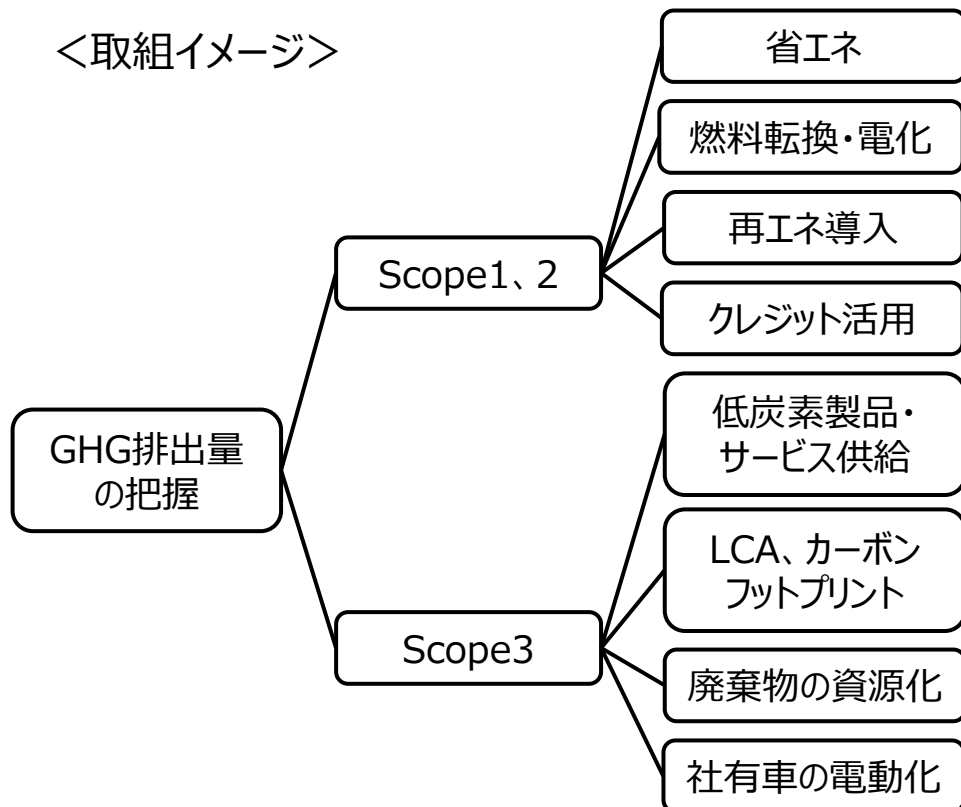 ＜取組イメージ＞
GHG排出量
の把握
Scope1、2
省エネ
燃料転換・電化
再エネ導入
クレジット活用
Scope3
低炭素製品・
サービス供給
LCA、カーボン
フットプリント
廃棄物の資源化
社有車の電動化